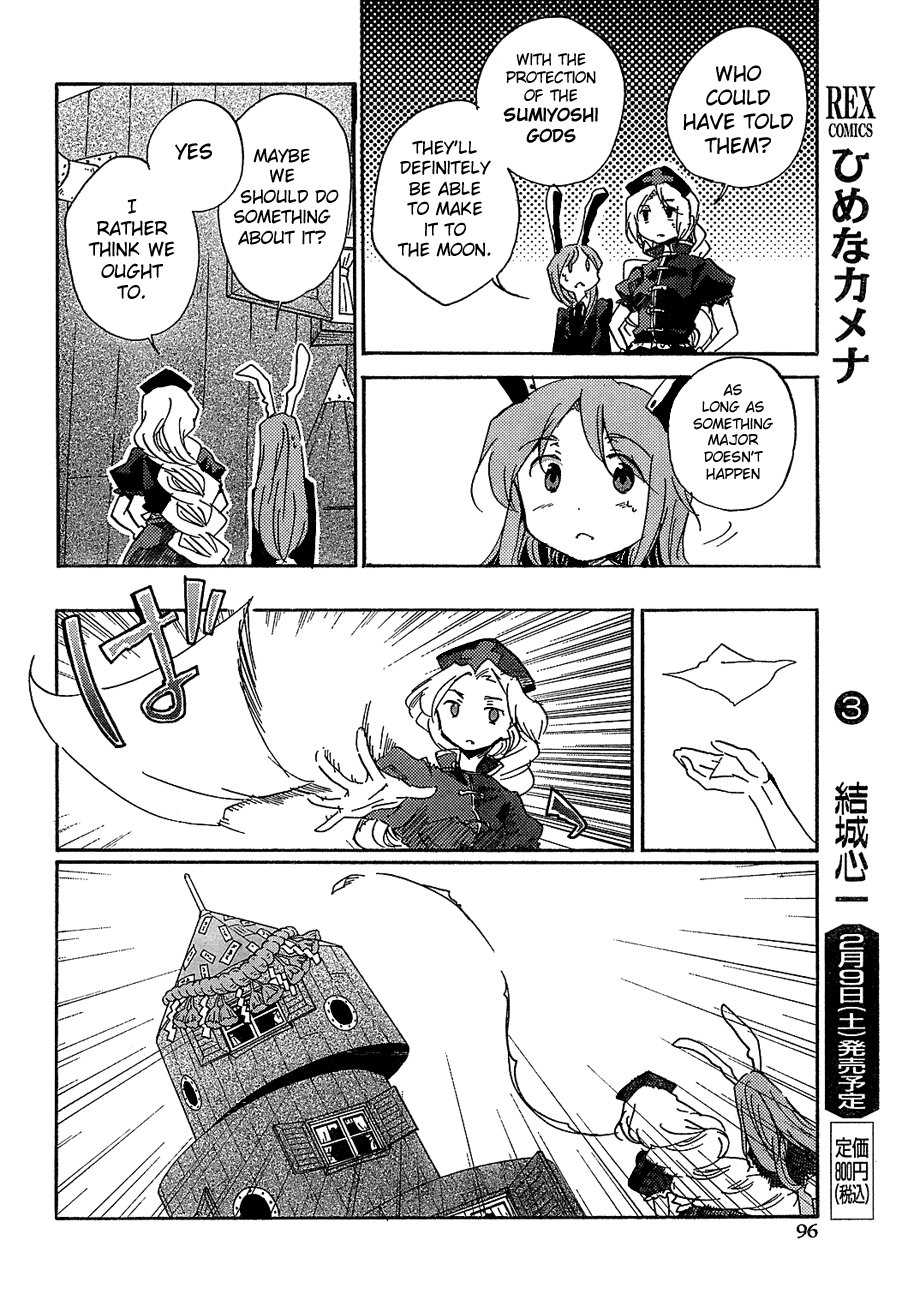 WHO
COULD
HAVE TOLD
THEM?
WITH THE
PROTECTION
OF THE
SUMIYOSHI
GODS
THEY'LL
DEFINITELY
BE ABLE
TO MAKE
IT TO
THE MOON.
AS
LONG AS
SOMETHING
MAJOR
DOESN'T
HAPPEN
MAYBE
WE
SHOULD DO
SOMETHING
ABOUT IT?
YES
I
RATHER
THINK WE
OUGHT
TO.
ばっ
REX
COMICS
ひめなカメナ
❸
結城心一
2月9日(土)発売予定
定価
800円
(税込)
96